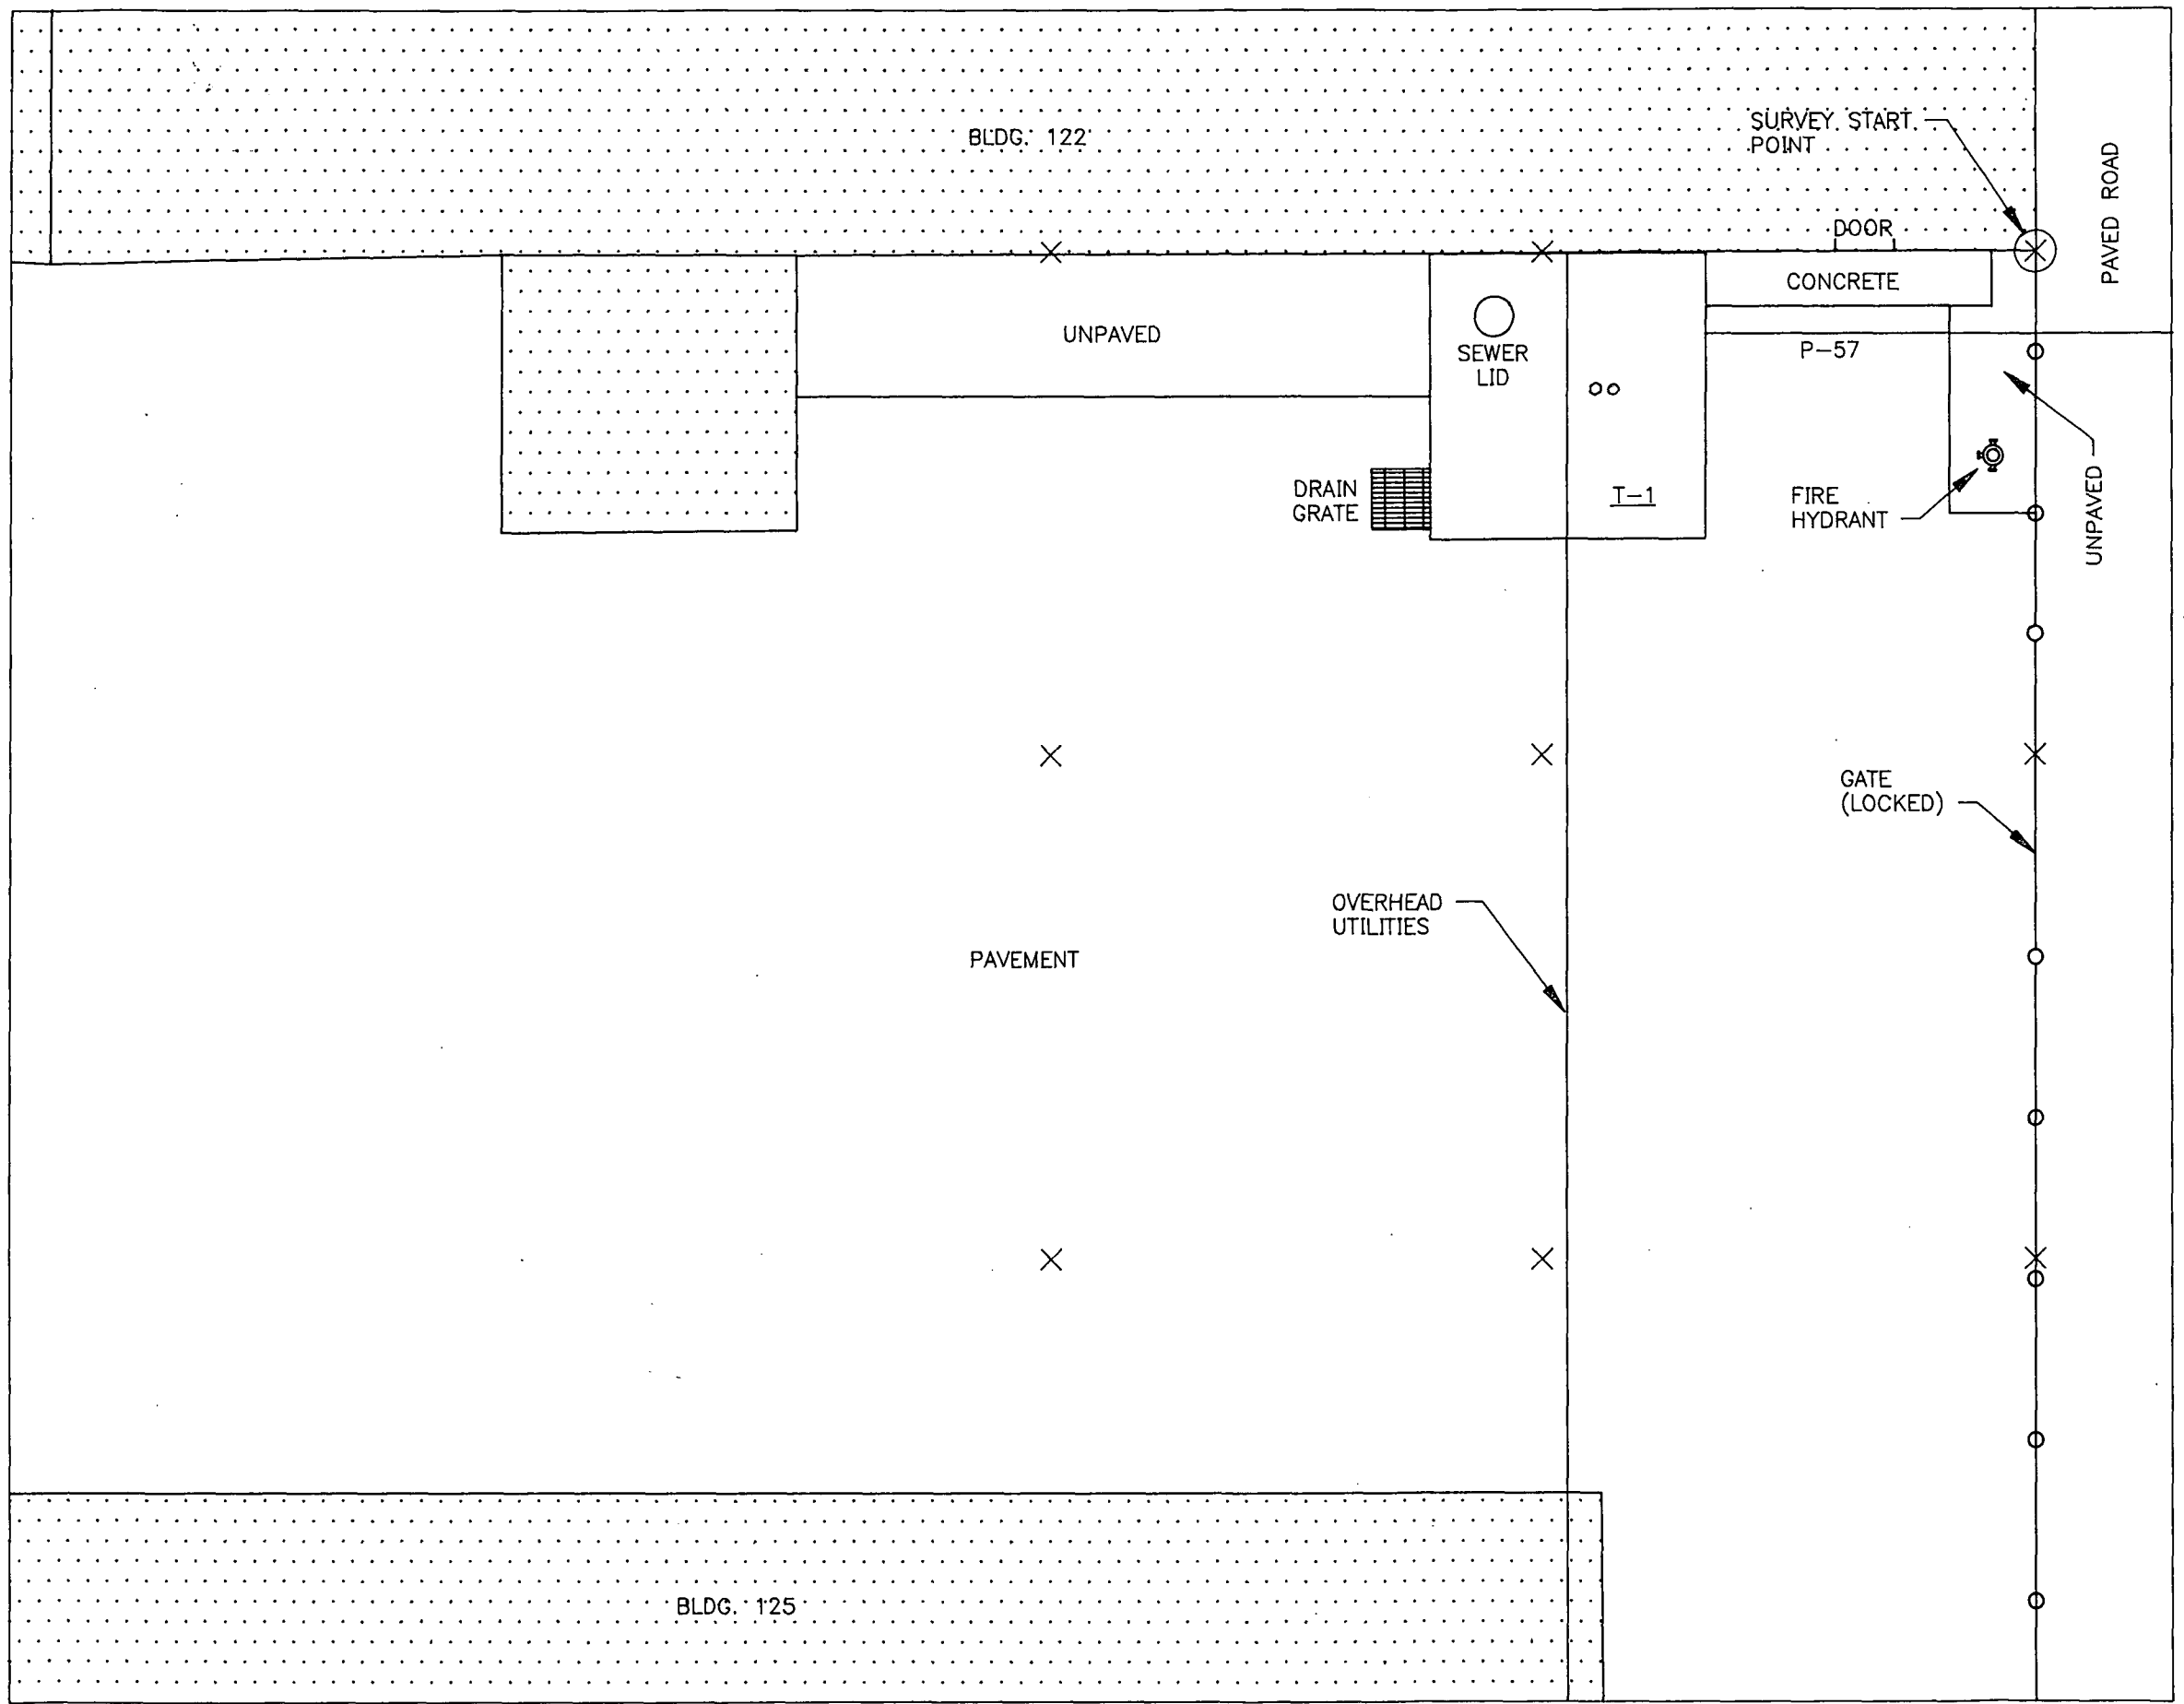 BLDG. 122
SURVEY START
POINT
PAVED ROAD
DOOR
CONCRETE
UNPAVED
SEWER
LID
P-57
DRAIN
GRATE
T-1
FIRE
HYDRANT
UNPAVED
GATE
(LOCKED)
OVERHEAD
UTILITIES
PAVEMENT
BLDG. 125